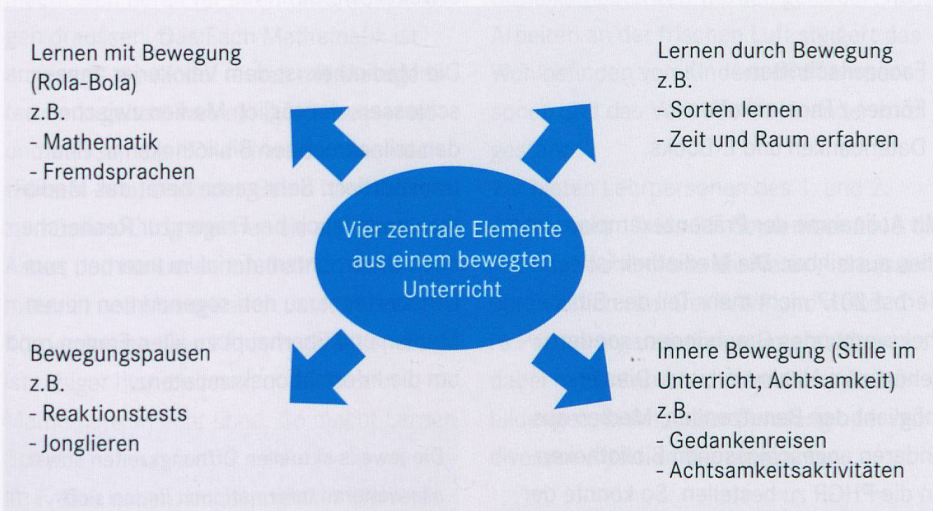 Lernen mit Bewegung
(Rola-Bola)
z.B.
- Mathematik
- Fremdsprachen
Lernen durch Bewegung
z.B.
- Sorten lernen
- Zeit und Raum erfahren
Vier zentrale Elemente
aus einem bewegten
Unterricht
Bewegungspausen
z.B.
- Reaktionstests
- Jonglieren
Innere Bewegung (Stille im
Unterricht, Achtsamkeit)
z.B.
- Gedankenreisen
- Achtsamkeitsaktivitäten